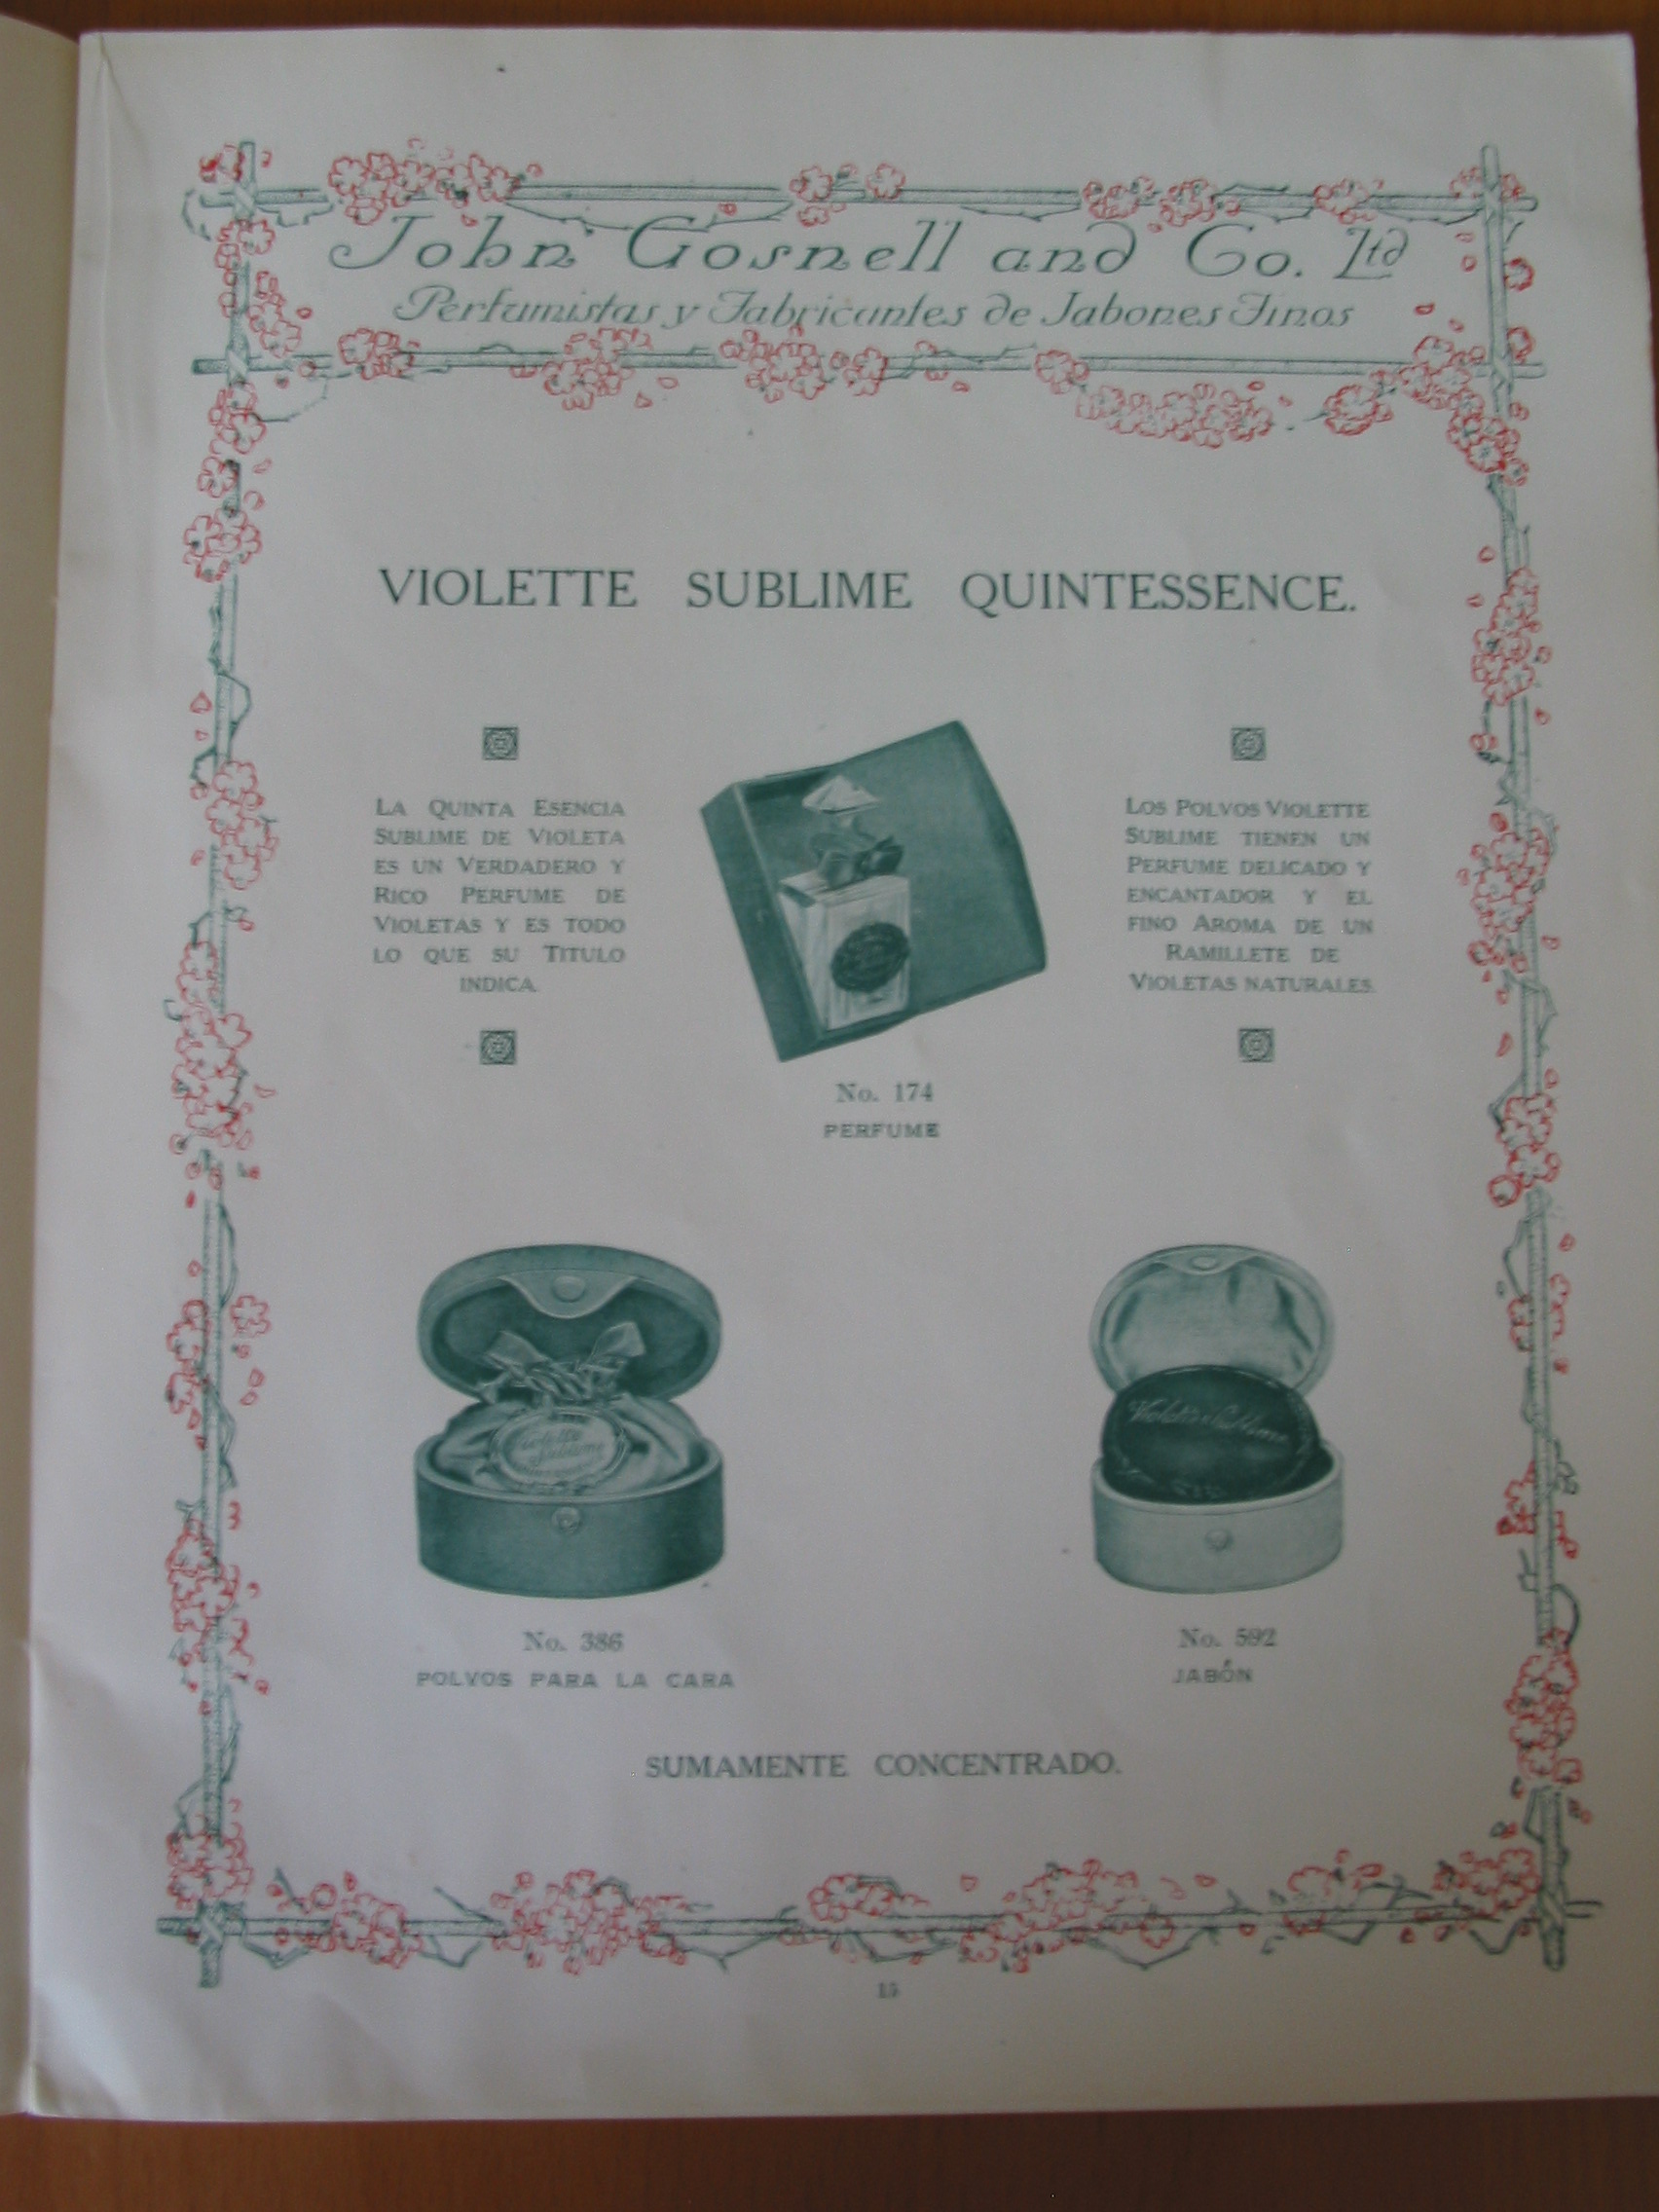 John Gosnell and Co. Ltd
Perfumistas y Fabricantes de Jabones Finos
VIOLETTE SUBLIME QUINTESSENCE.
LA QUINTA ESENCIA
SUBLIME DE VIOLETA
ES UN VERDADERO Y
RICO PERFUME DE
VIOLETAS Y ES TODO
LO QUE SU TITULO
INDICA
LOS POLVOS VIOLETTE
SUBLIME TIENEN UN
PERFUME DELICADO Y
ENCANTADOR Y EL
FINO AROMA DE UN
RAMILLETE DE
VIOLETAS NATURALES.
No. 174
PERFUME
Violette
Sublime
Violette Sublime
No. 386
POLVOS PARA LA CARA
No. 592
JABÓN
SUMAMENTE CONCENTRADO.
15